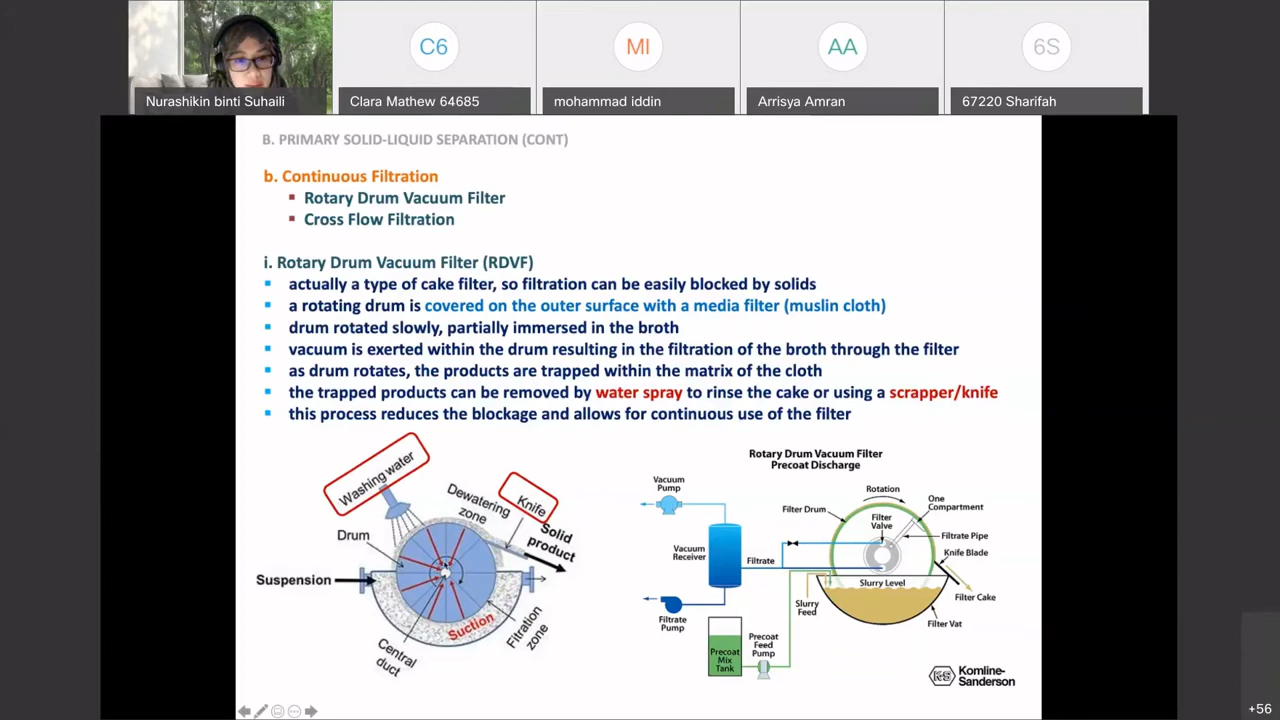 C6
MI
AA
6S
Nurashikin binti Suhaili
Clara Mathew 64685
mohammad iddin
Arrisya Amran
67220 Sharifah
B. PRIMARY SOLID-LIQUID SEPARATION (CONT)
b. Continuous Filtration
Rotary Drum Vacuum Filter
Cross Flow Filtration
i. Rotary Drum Vacuum Filter (RDVF)
actually a type of cake filter, so filtration can be easily blocked by solids
a rotating drum is covered on the outer surface with a media filter (muslin cloth)
drum rotated slowly, partially immersed in the broth
vacuum is exerted within the drum resulting in the filtration of the broth through the filter
as drum rotates, the products are trapped within the matrix of the cloth
the trapped products can be removed by water spray to rinse the cake or using a scrapper/knife
this process reduces the blockage and allows for continuous use of the filter
Washing water
Dewatering
zone
Knife
Solid
product
Drum
Suspension
Suction
Filtration
zone
Central
duct
Rotary Drum Vacuum Filter
Precoat Discharge
Vacuum
Pump
Rotation
One
Compartment
Filter Drum
Filter
Valve
Filtrate Pipe
Vacuum
Receiver
Filtrate
Knife Blade
Slurry Level
Filter Cake
Slurry
Feed
Filtrate
Pump
Filter Vat
Precoat
Mix
Tank
Precoat
Feed
Pump
KS
Komline-
Sanderson
+56